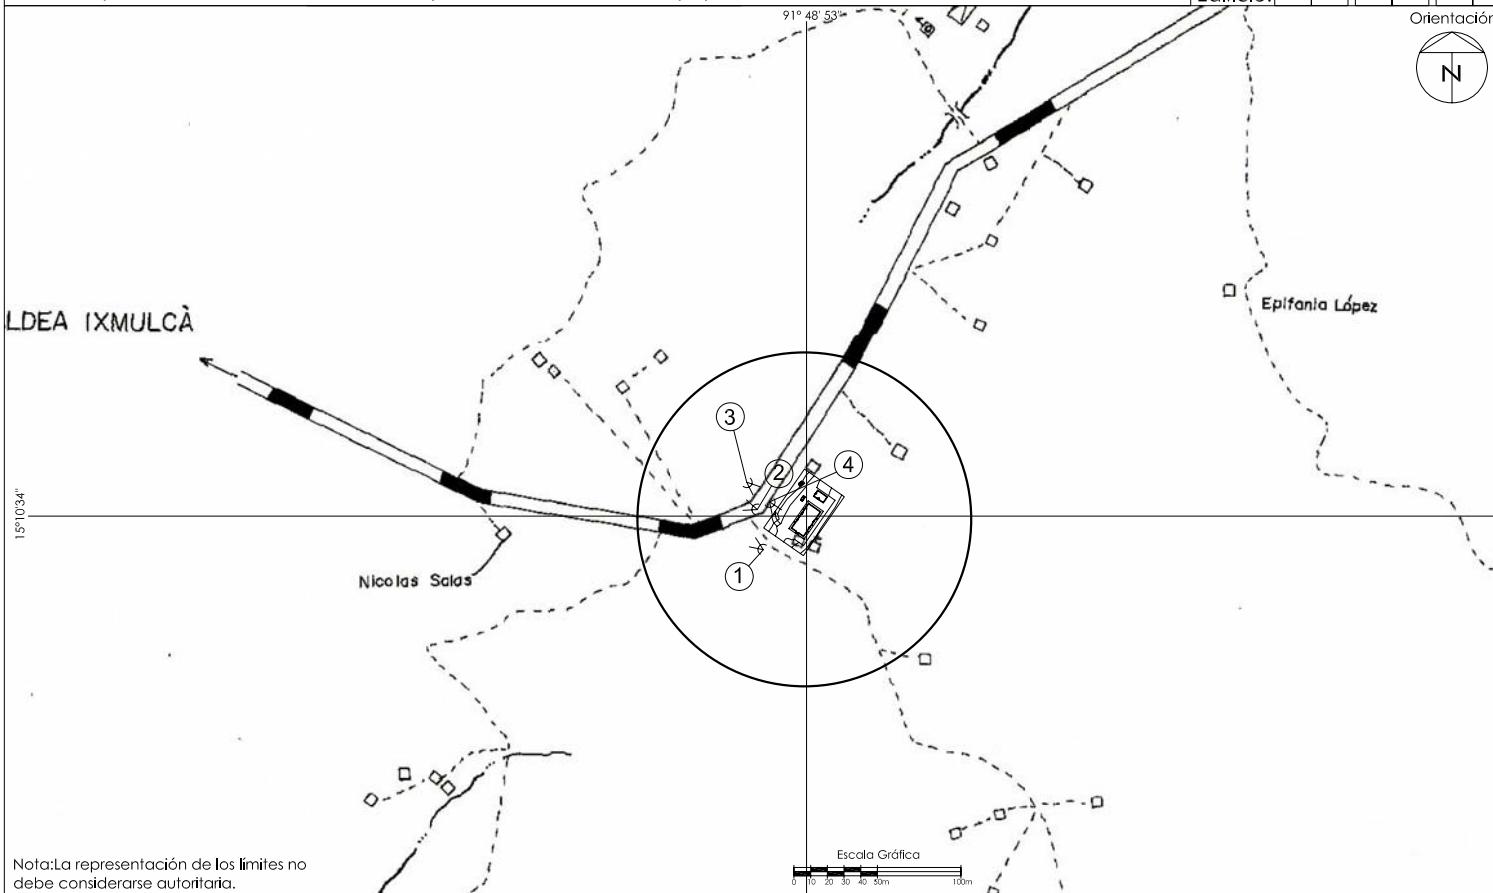 91° 48' 53"
Orientación
N
LDEA IXMULCÀ
Epifania López
3
2
4
15°10'34"
Nicolas Salas
1
Nota:La representación de los límites no
debe considerarse autoritaria.
Escala Gráfica
0 10 20 30 40 50m 100m